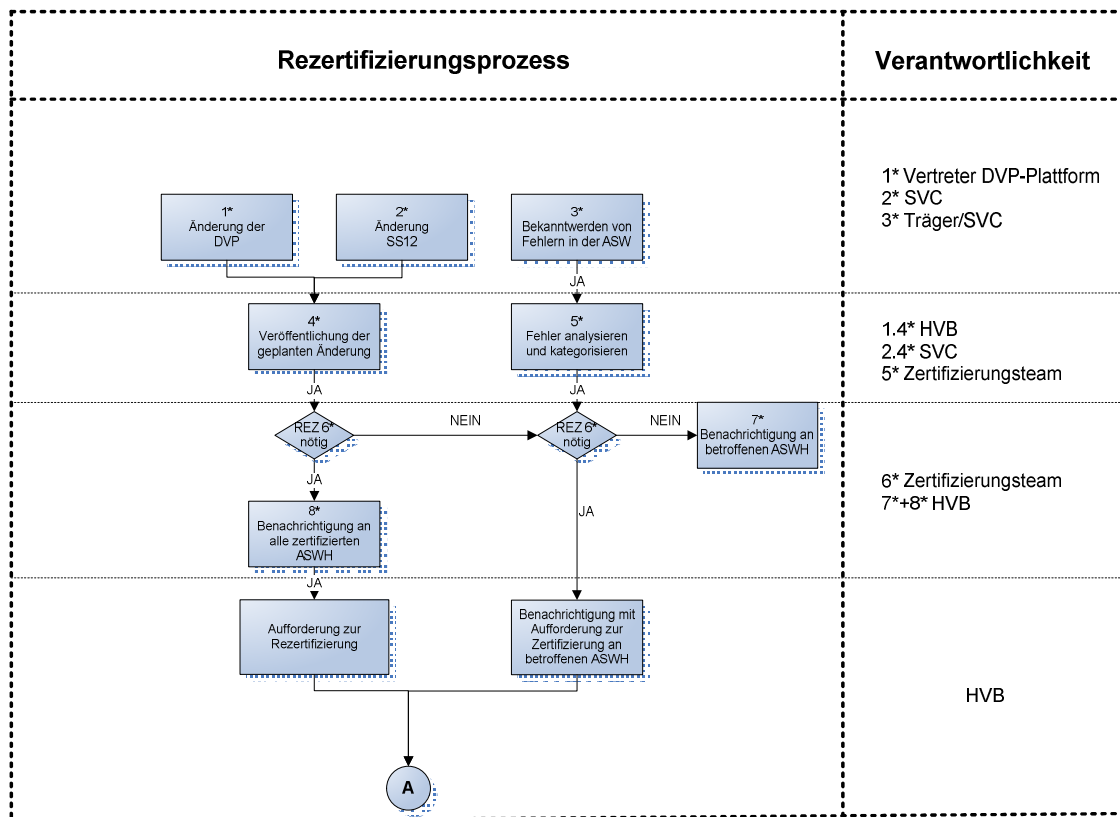 Rezertifizierungsprozess
Verantwortlichkeit
1*
Änderung der
DVP
2*
Änderung
SS12
3*
Bekanntwerden von
Fehlern in der ASW
1* Vertreter DVP-Plattform
2* SVC
3* Träger/SVC
JA
4*
Veröffentlichung der
geplanten Änderung
5*
Fehler analysieren
und kategorisieren
1.4* HVB
2.4* SVC
5* Zertifizierungsteam
JA
JA
REZ 6*
nötig
NEIN
REZ 6*
nötig
NEIN
7*
Benachrichtigung an
betroffenen ASWH
JA
8*
Benachrichtigung an
alle zertifizierten
ASWH
JA
6* Zertifizierungsteam
7*+8* HVB
JA
Aufforderung zur
Rezertifizierung
Benachrichtigung mit
Aufforderung zur
Zertifizierung an
betroffenen ASWH
HVB
A